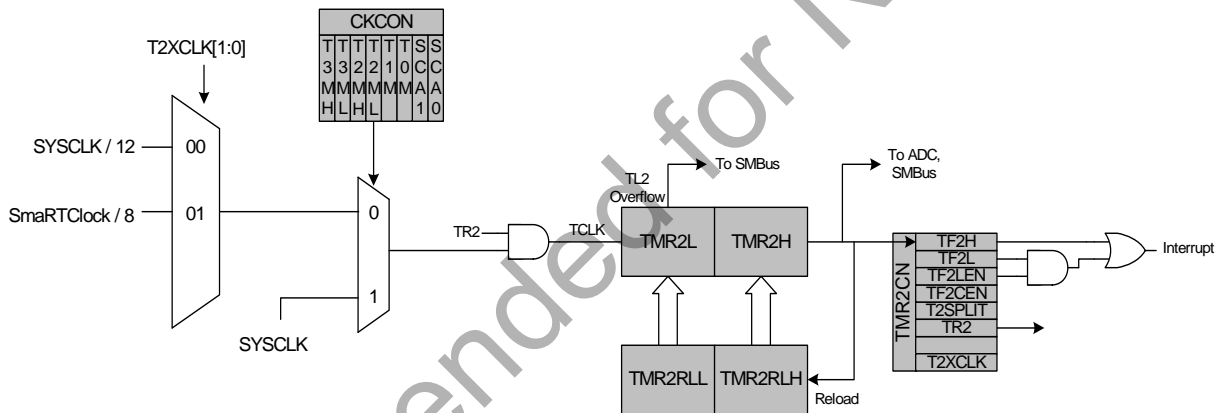 CKCON
T3MH T3ML T2MH T2ML T1M T0M SCA1 SCA0
T2XCLK[1:0]
SYSCLK / 12
00
SmaRTClock / 8
01
0
1
SYSCLK
TR2
TCLK
TL2
Overflow
To SMBus
To ADC,
SMBus
TMR2L
TMR2H
TMR2RLL
TMR2RLH
Reload
TMR2CN
TF2H
TF2L
TF2LEN
TF2CEN
T2SPLIT
TR2
T2XCLK
Interrupt
ended for